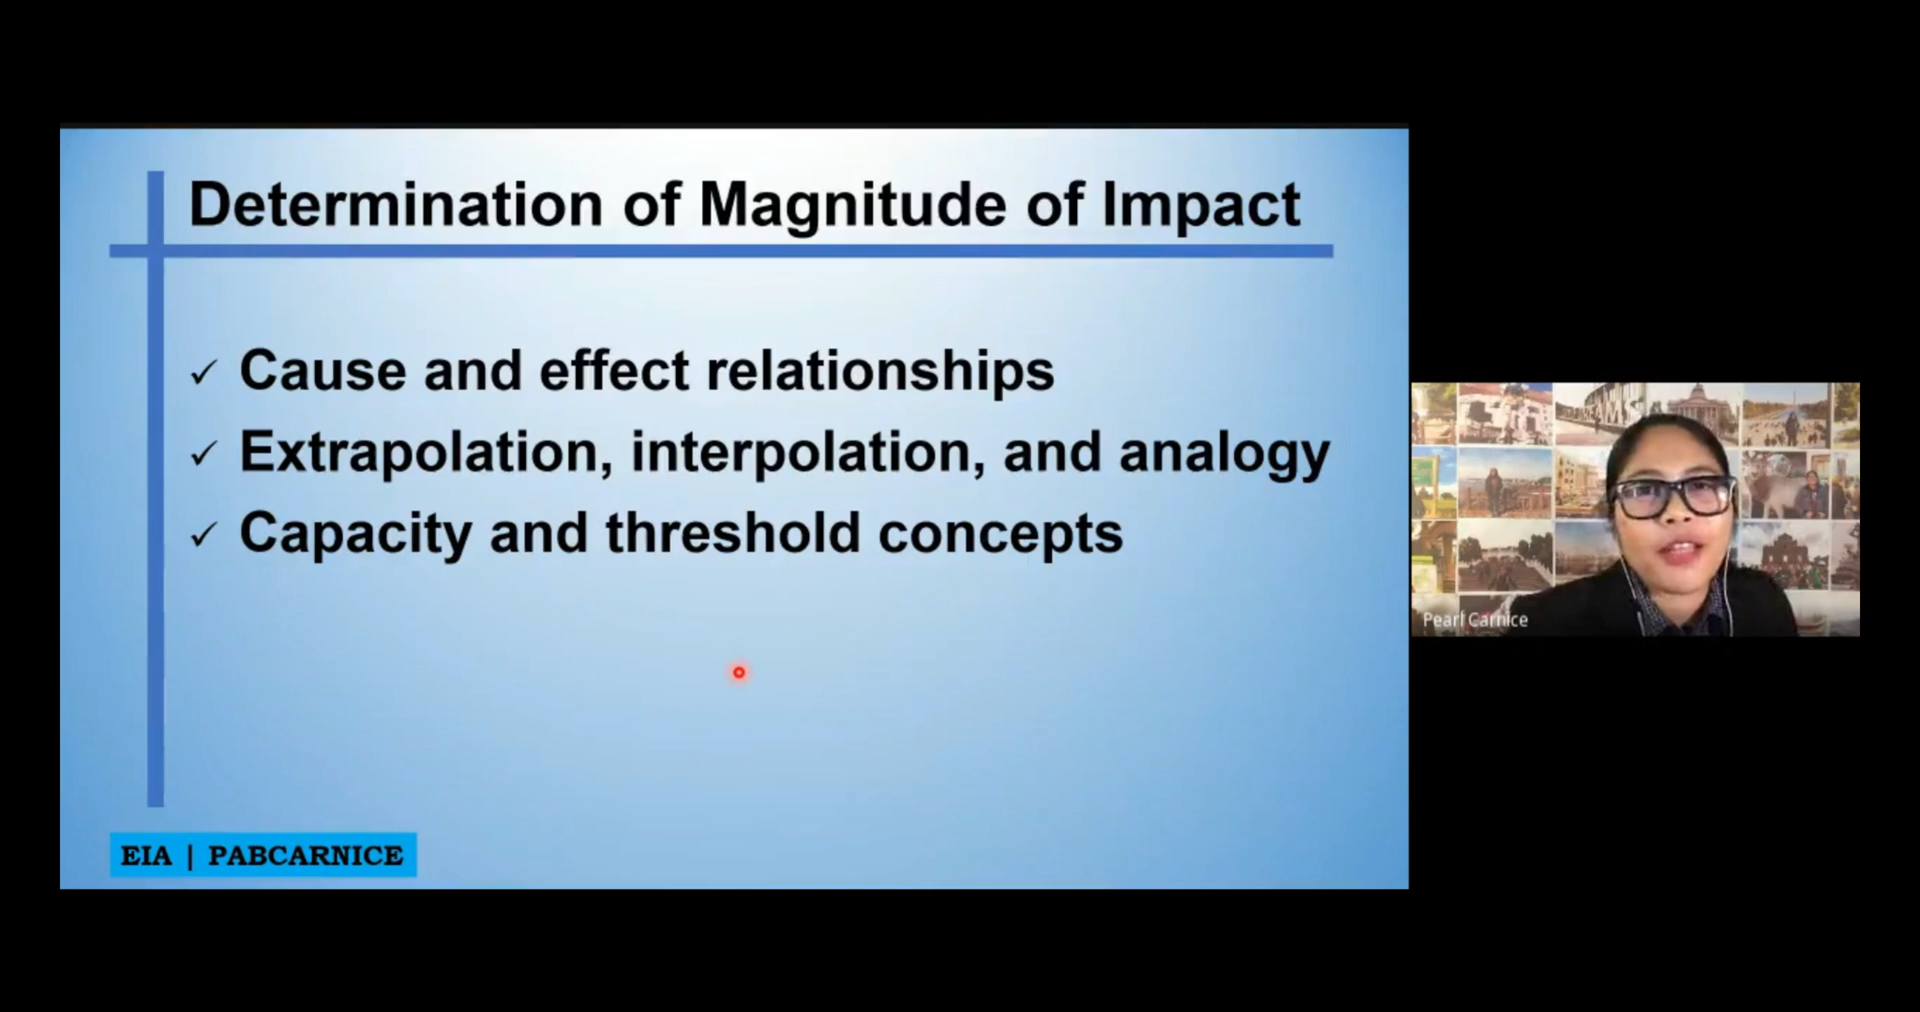 Determination of Magnitude of Impact
✓ Cause and effect relationships
✓ Extrapolation, interpolation, and analogy
✓ Capacity and threshold concepts
EIA | PABCARNICE
Pearl Carnice